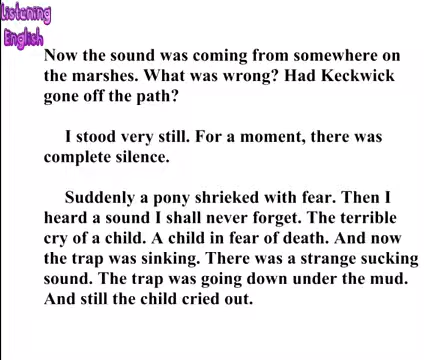 Listening
English
Now the sound was coming from somewhere on
the marshes. What was wrong? Had Keckwick
gone off the path?
I stood very still. For a moment, there was
complete silence.
Suddenly a pony shrieked with fear. Then I
heard a sound I shall never forget. The terrible
cry of a child. A child in fear of death. And now
the trap was sinking. There was a strange sucking
sound. The trap was going down under the mud.
And still the child cried out.